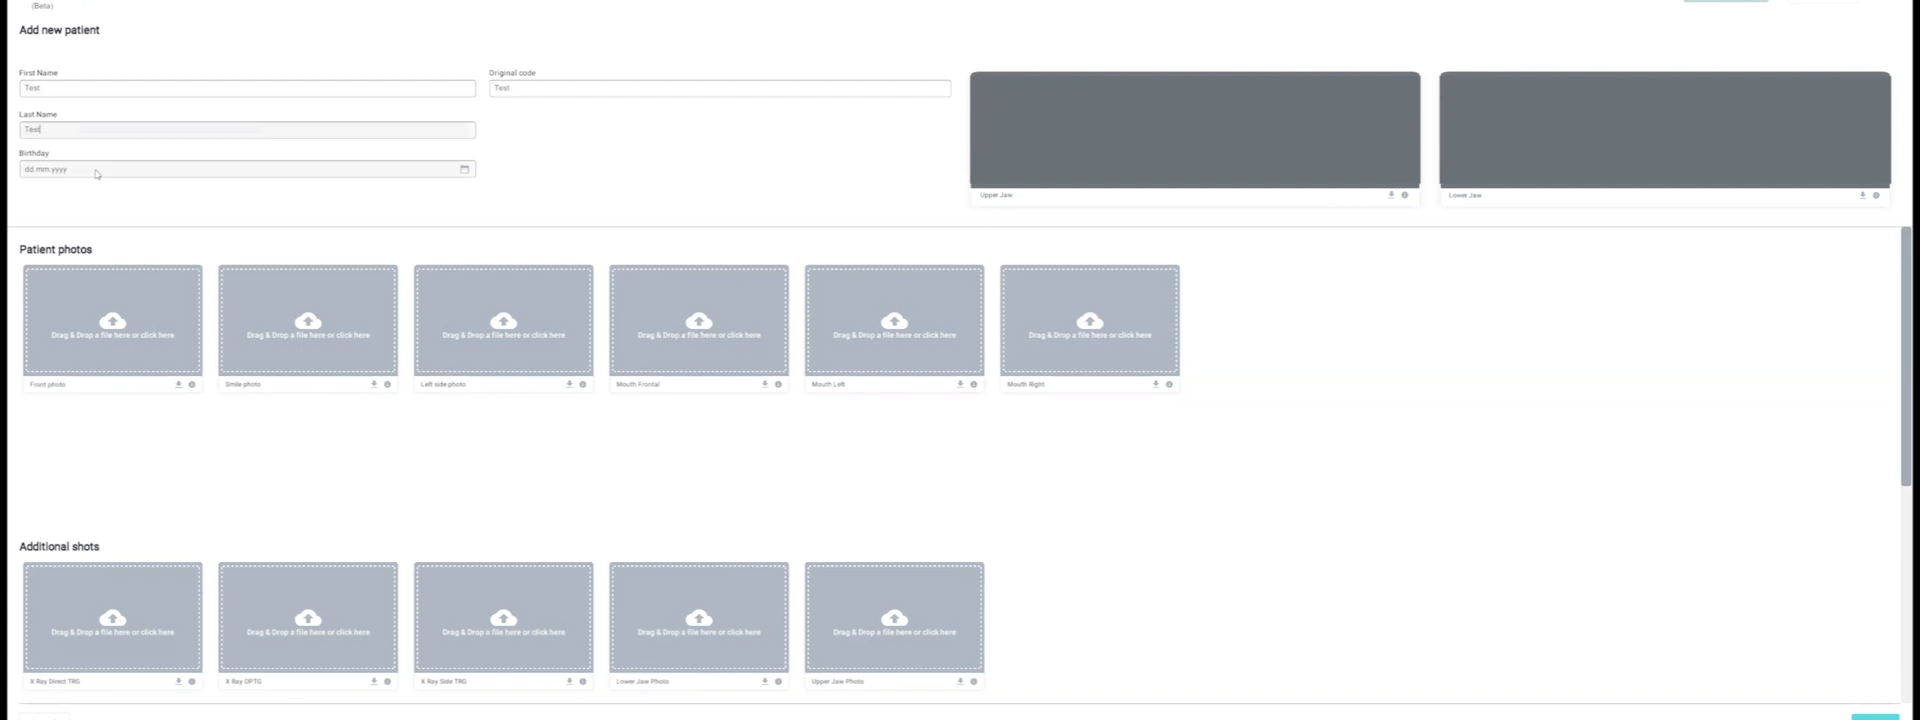 (Beta)
Add new patient
First Name
Original code
Test
Test
Last Name
Test
Birthday
dd.mm.yyyy
Upper Jaw
Lower Jaw
Patient photos
Drag & Drop a file here or click here
Drag & Drop a file here or click here
Drag & Drop a file here or click here
Drag & Drop a file here or click here
Drag & Drop a file here or click here
Drag & Drop a file here or click here
Front photo
Smile photo
Left side photo
Mouth Frontal
Mouth Left
Mouth Right
Additional shots
Drag & Drop a file here or click here
Drag & Drop a file here or click here
Drag & Drop a file here or click here
Drag & Drop a file here or click here
Drag & Drop a file here or click here
X Ray Direct TRG
X Ray OPTG
X Ray Side TRG
Lower Jaw Photo
Upper Jaw Photo